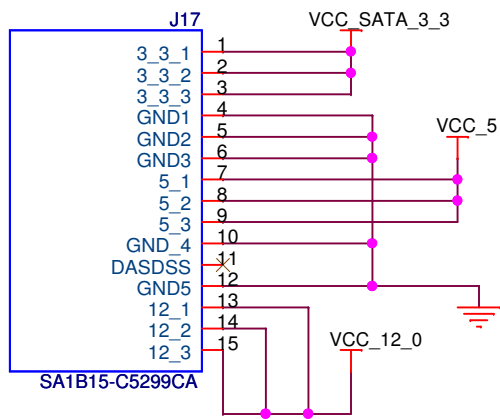 J17
VCC_SATA_3_3
3_3_1 1
3_3_2 2
3_3_3 3
GND1 4
GND2 5
GND3 6
VCC_5
5_1 7
5_2 8
5_3 9
GND_4 10
DASDSS 11
GND5 12
12_1 13
12_2 14
12_3 15
VCC_12_0
SA1B15-C5299CA